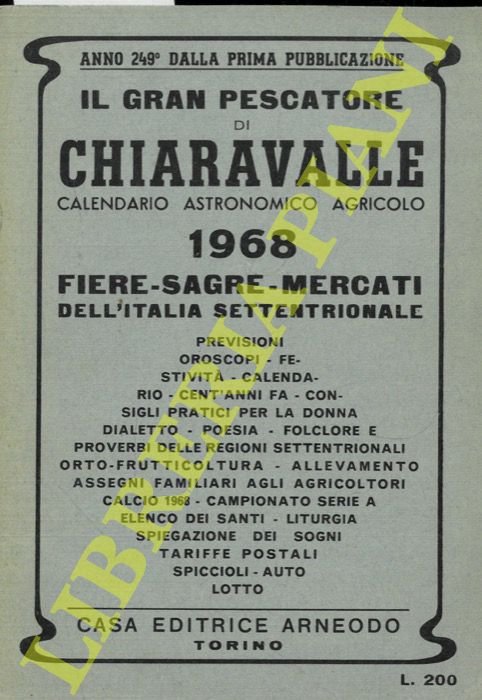 ANNO 249° DALLA PRIMA PUBBLICAZIONE
IL GRAN PESCATORE
DI
CHIARAVALLE
CALENDARIO ASTRONOMICO AGRICOLO
1968
FIERE-SAGRE-MERCATI
DELL'ITALIA SETTENTRIONALE
PREVISIONI
OROSCOPI - FE-
STIVITÀ - CALENDA-
RIO - CENT'ANNI FA - CON-
SIGLI PRATICI PER LA DONNA
DIALETTO - POESIA - FOLCLORE E
PROVERBI DELLE REGIONI SETTENTRIONALI
ORTO-FRUTTICOLTURA - ALLEVAMENTO
ASSEGNI FAMILIARI AGLI AGRICOLTORI
CALCIO 1968 - CAMPIONATO SERIE A
ELENCO DEI SANTI - LITURGIA
SPIEGAZIONE DEI SOGNI
TARIFFE POSTALI
SPICCIOLI - AUTO
LOTTO
CASA EDITRICE ARNEODO
TORINO
L. 200
LIBRERIA PIANI